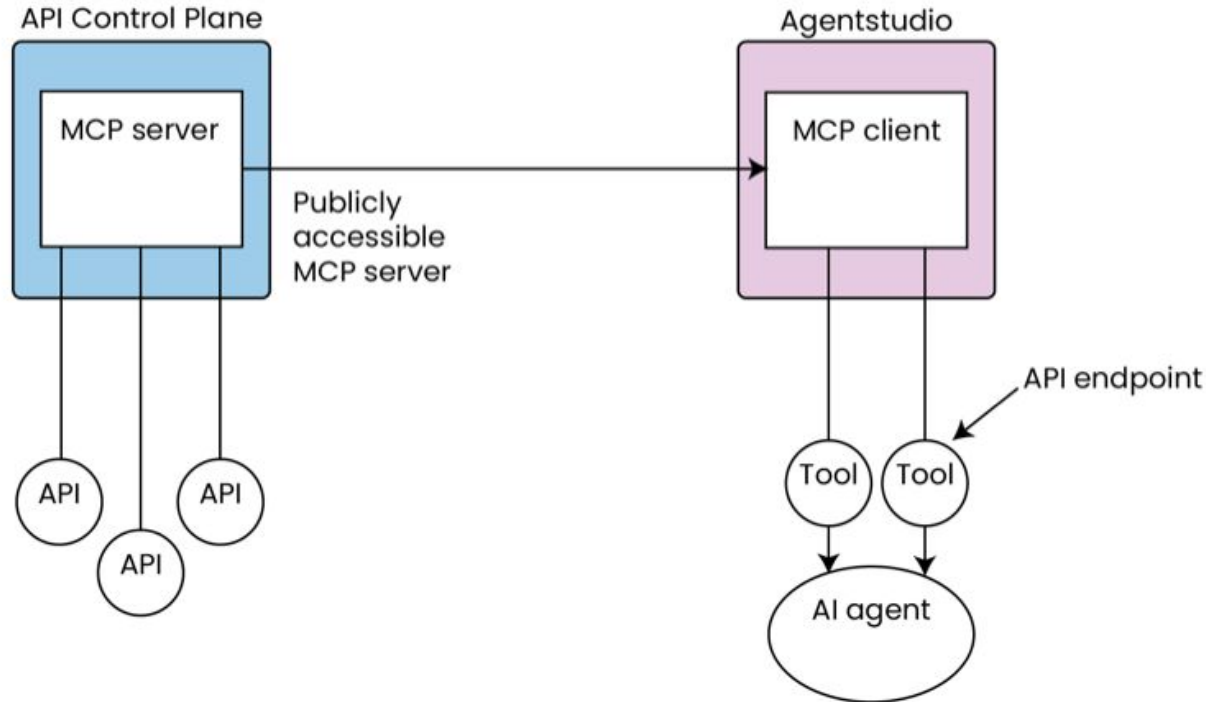 API Control Plane
Agentstudio
MCP server
MCP client
Publicly
accessible
MCP server
API endpoint
API
API
API
Tool
Tool
AI agent